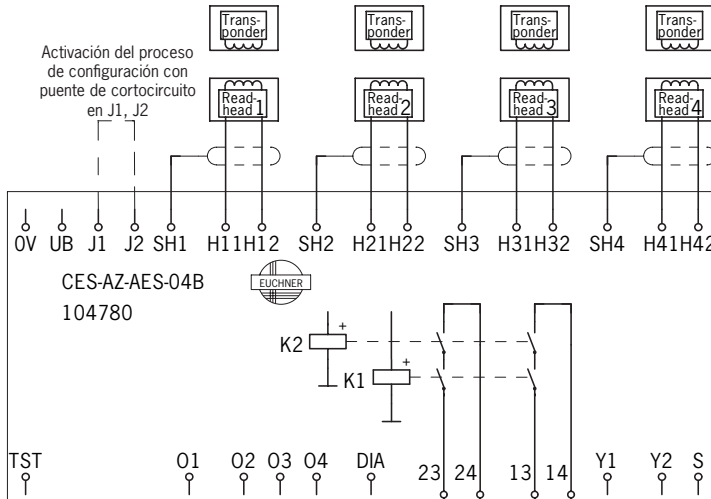 Trans-
ponder
Trans-
ponder
Trans-
ponder
Trans-
ponder
Activación del proceso
de configuración con
puente de cortocircuito
en J1, J2
Read-
head 1
Read-
head 2
Read-
head 3
Read-
head 4
0V UB J1 J2 SH1 H11 H12 SH2 H21 H22 SH3 H31 H32 SH4 H41 H42
CES-AZ-AES-04B
EUCHNER
104780
K2 +
K1 +
TST O1 O2 O3 O4 DIA 23 24 13 14 Y1 Y2 S